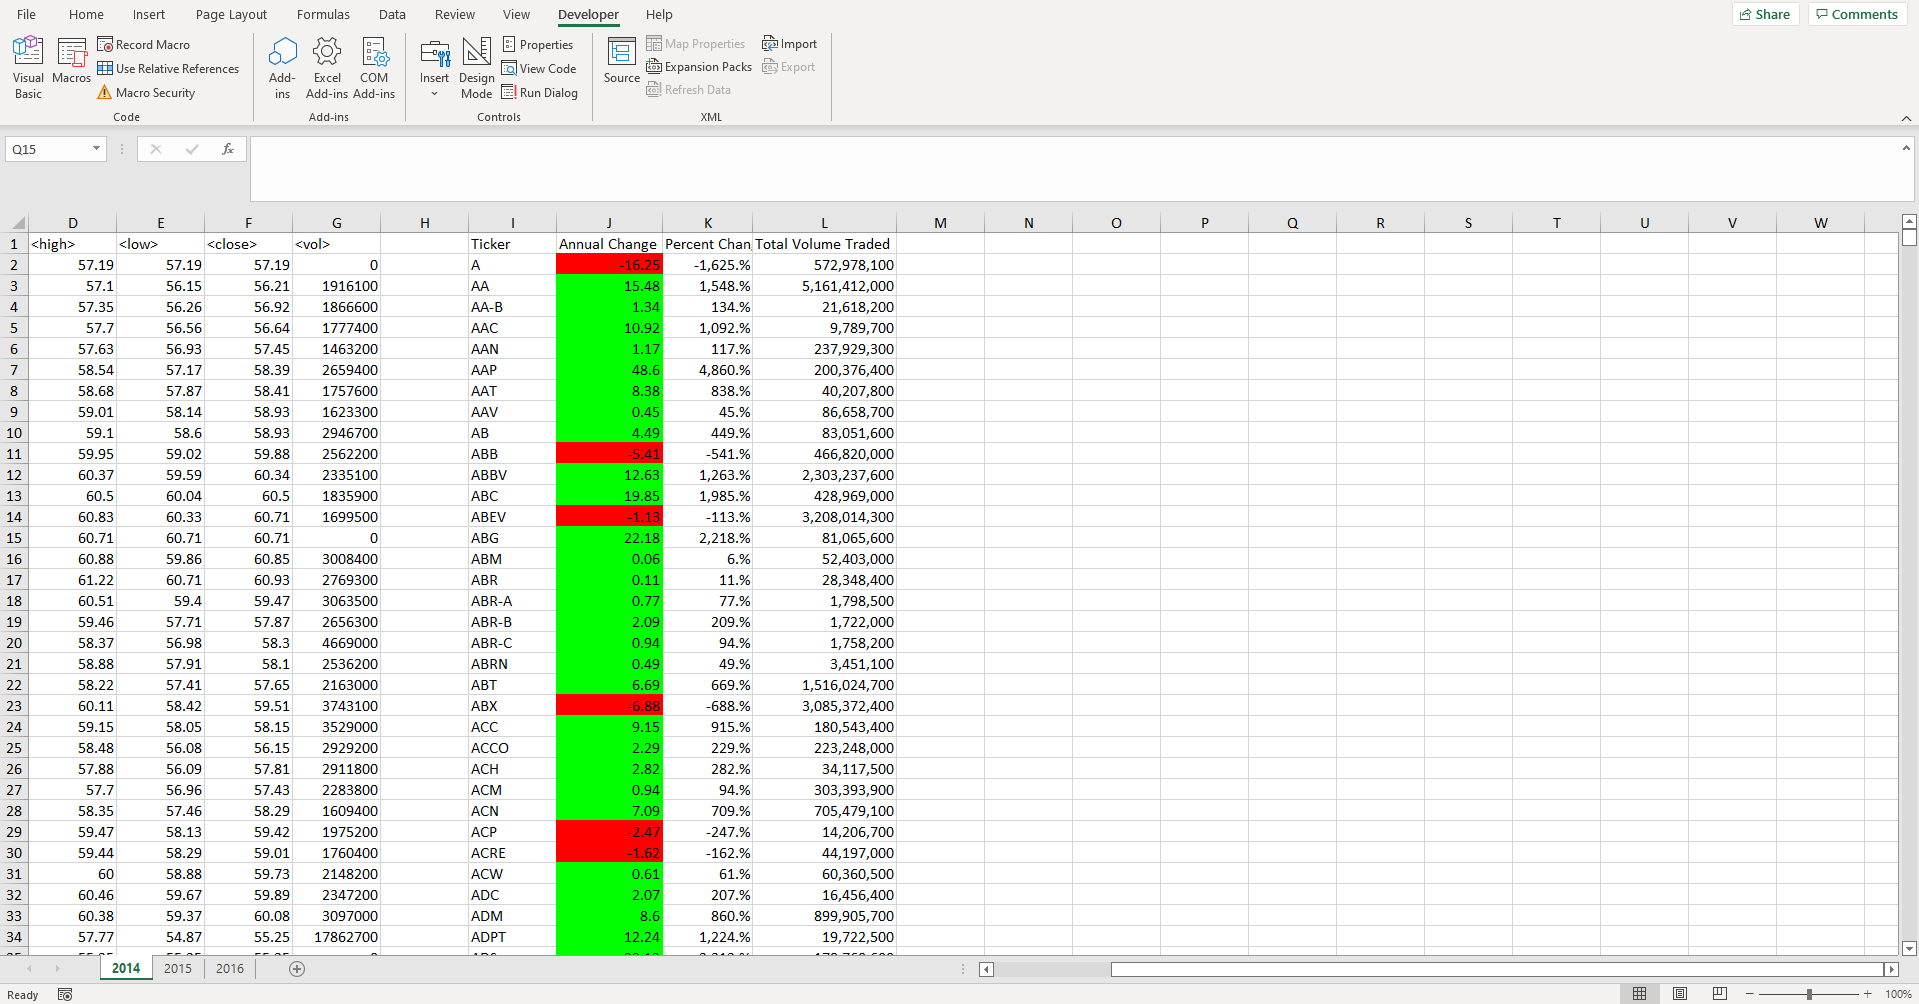 File Home Insert Page Layout Formulas Data Review View Developer Help Share Comments
Visual Basic Macros Record Macro Use Relative References Macro Security
Code
Add-ins Excel Add-ins COM Add-ins
Add-ins
Insert Design Mode Properties View Code Run Dialog
Controls
Source Map Properties Expansion Packs Refresh Data Import Export
XML
Q15 fx
D E F G H I J K L M N O P Q R S T U V W
1 <high> <low> <close> <vol> Ticker Annual Change Percent Chan Total Volume Traded
2 57.19 57.19 57.19 0 A -16.25 -1,625.% 572,978,100
3 57.1 56.15 56.21 1916100 AA 15.48 1,548.% 5,161,412,000
4 57.35 56.26 56.92 1866600 AA-B 1.34 134.% 21,618,200
5 57.7 56.56 56.64 1777400 AAC 10.92 1,092.% 9,789,700
6 57.63 56.93 57.45 1463200 AAN 1.17 117.% 237,929,300
7 58.54 57.17 58.39 2659400 AAP 48.6 4,860.% 200,376,400
8 58.68 57.87 58.41 1757600 AAT 8.38 838.% 40,207,800
9 59.01 58.14 58.93 1623300 AAV 0.45 45.% 86,658,700
10 59.1 58.6 58.93 2946700 AB 4.49 449.% 83,051,600
11 59.95 59.02 59.88 2562200 ABB -5.41 -541.% 466,820,000
12 60.37 59.59 60.34 2335100 ABBV 12.63 1,263.% 2,303,237,600
13 60.5 60.04 60.5 1835900 ABC 19.85 1,985.% 428,969,000
14 60.83 60.33 60.71 1699500 ABEV -1.13 -113.% 3,208,014,300
15 60.71 60.71 60.71 0 ABG 22.18 2,218.% 81,065,600
16 60.88 59.86 60.85 3008400 ABM 0.06 6.% 52,403,000
17 61.22 60.71 60.93 2769300 ABR 0.11 11.% 28,348,400
18 60.51 59.4 59.47 3063500 ABR-A 0.77 77.% 1,798,500
19 59.46 57.71 57.87 2656300 ABR-B 2.09 209.% 1,722,000
20 58.37 56.98 58.3 4669000 ABR-C 0.94 94.% 1,758,200
21 58.88 57.91 58.1 2536200 ABRN 0.49 49.% 3,451,100
22 58.22 57.41 57.65 2163000 ABT 6.69 669.% 1,516,024,700
23 60.11 58.42 59.51 3743100 ABX -6.88 -688.% 3,085,372,400
24 59.15 58.05 58.15 3529000 ACC 9.15 915.% 180,543,400
25 58.48 56.08 56.15 2929200 ACCO 2.29 229.% 223,248,000
26 57.88 56.09 57.81 2911800 ACH 2.82 282.% 34,117,500
27 57.7 56.96 57.43 2283800 ACM 0.94 94.% 303,393,900
28 58.35 57.46 58.29 1609400 ACN 7.09 709.% 705,479,100
29 59.47 58.13 59.42 1975200 ACP -2.47 -247.% 14,206,700
30 59.44 58.29 59.01 1760400 ACRE -1.62 -162.% 44,197,000
31 60 58.88 59.73 2148200 ACW 0.61 61.% 60,360,500
32 60.46 59.67 59.89 2347200 ADC 2.07 207.% 16,456,400
33 60.38 59.37 60.08 3097000 ADM 8.6 860.% 899,905,700
34 57.77 54.87 55.25 17862700 ADPT 12.24 1,224.% 19,722,500
2014 2015 2016
Ready 100%